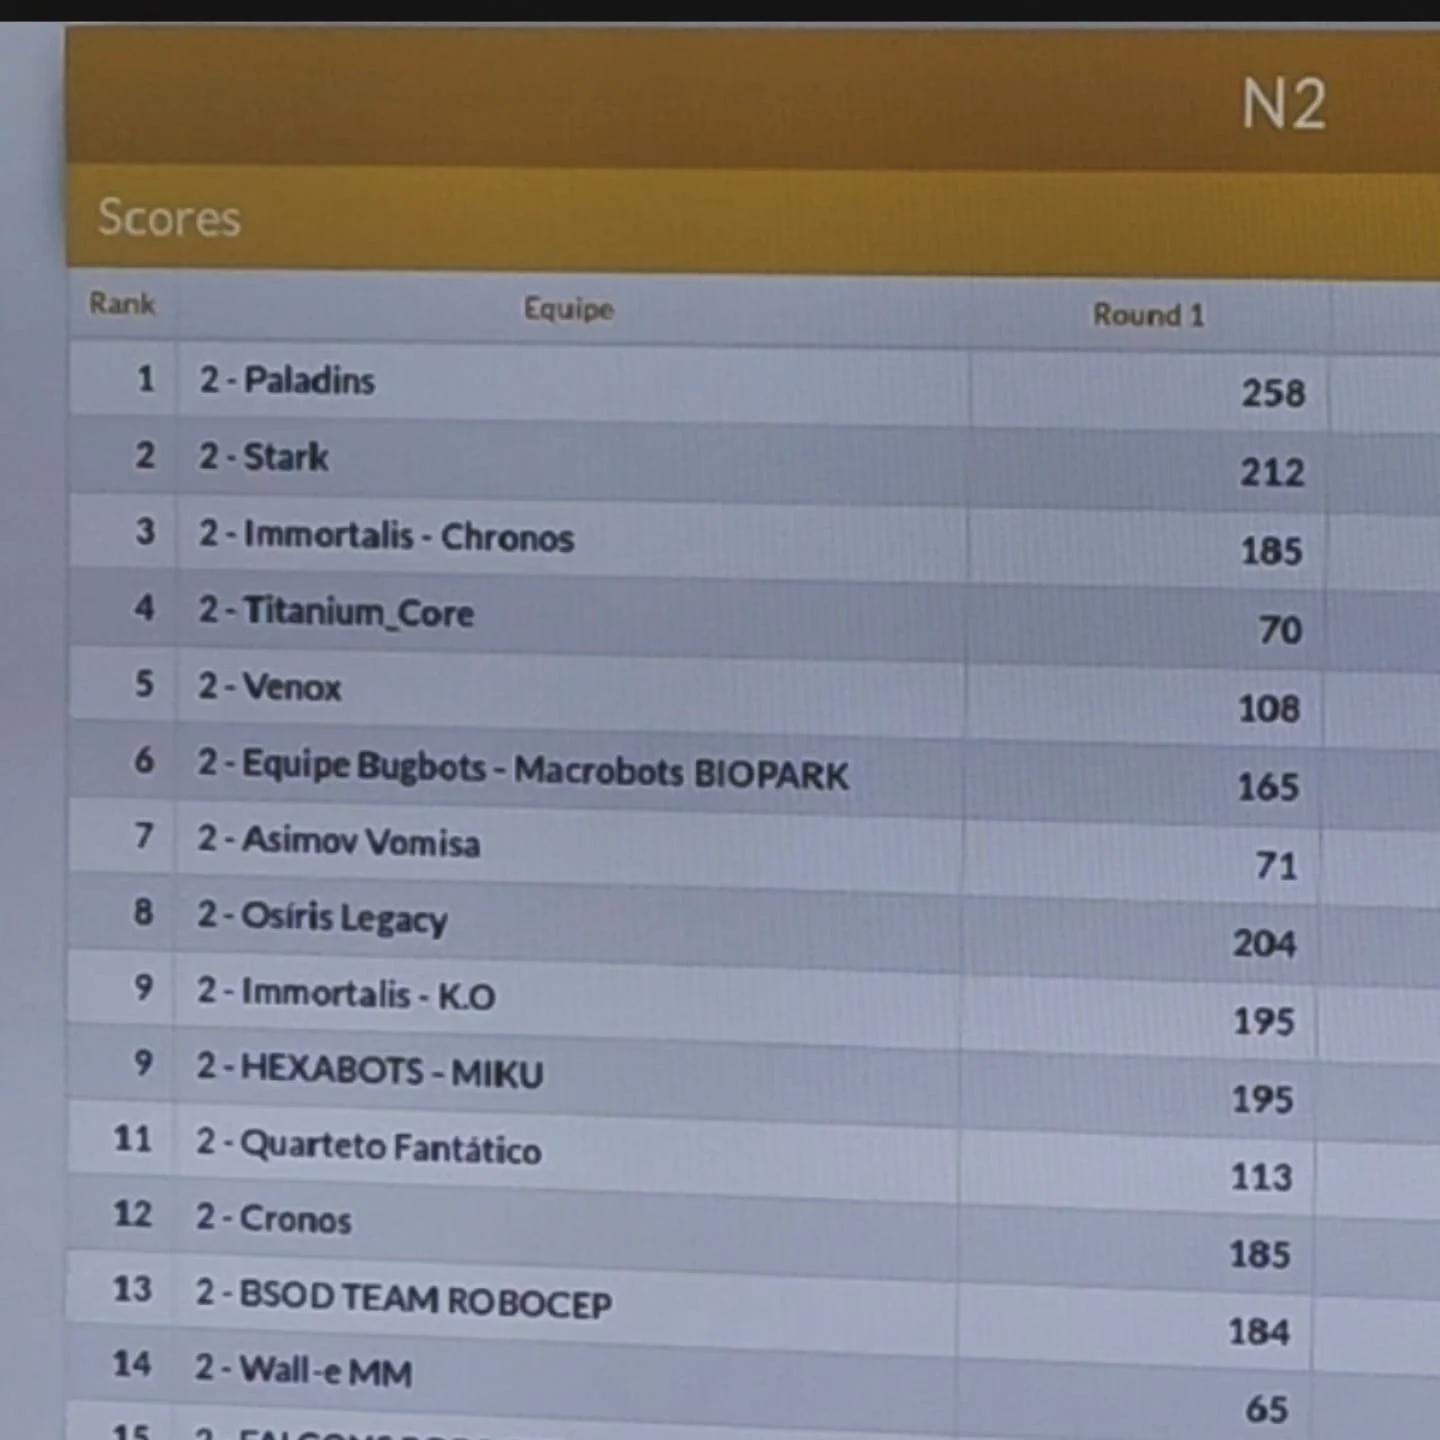 N2
Scores
Rank Equipe Round 1
1 2 - Paladins 258
2 2 - Stark 212
3 2 - Immortalis - Chronos 185
4 2 - Titanium_Core 70
5 2 - Venox 108
6 2 - Equipe Bugbots - Macrobots BIOPARK 165
7 2 - Asimov Vomisa 71
8 2 - Osíris Legacy 204
9 2 - Immortalis - K.O 195
9 2 - HEXABOTS - MIKU 195
11 2 - Quarteto Fantático 113
12 2 - Cronos 185
13 2 - BSOD TEAM ROBOCEP 184
14 2 - Wall-e MM 65
15 2 - FALCONS